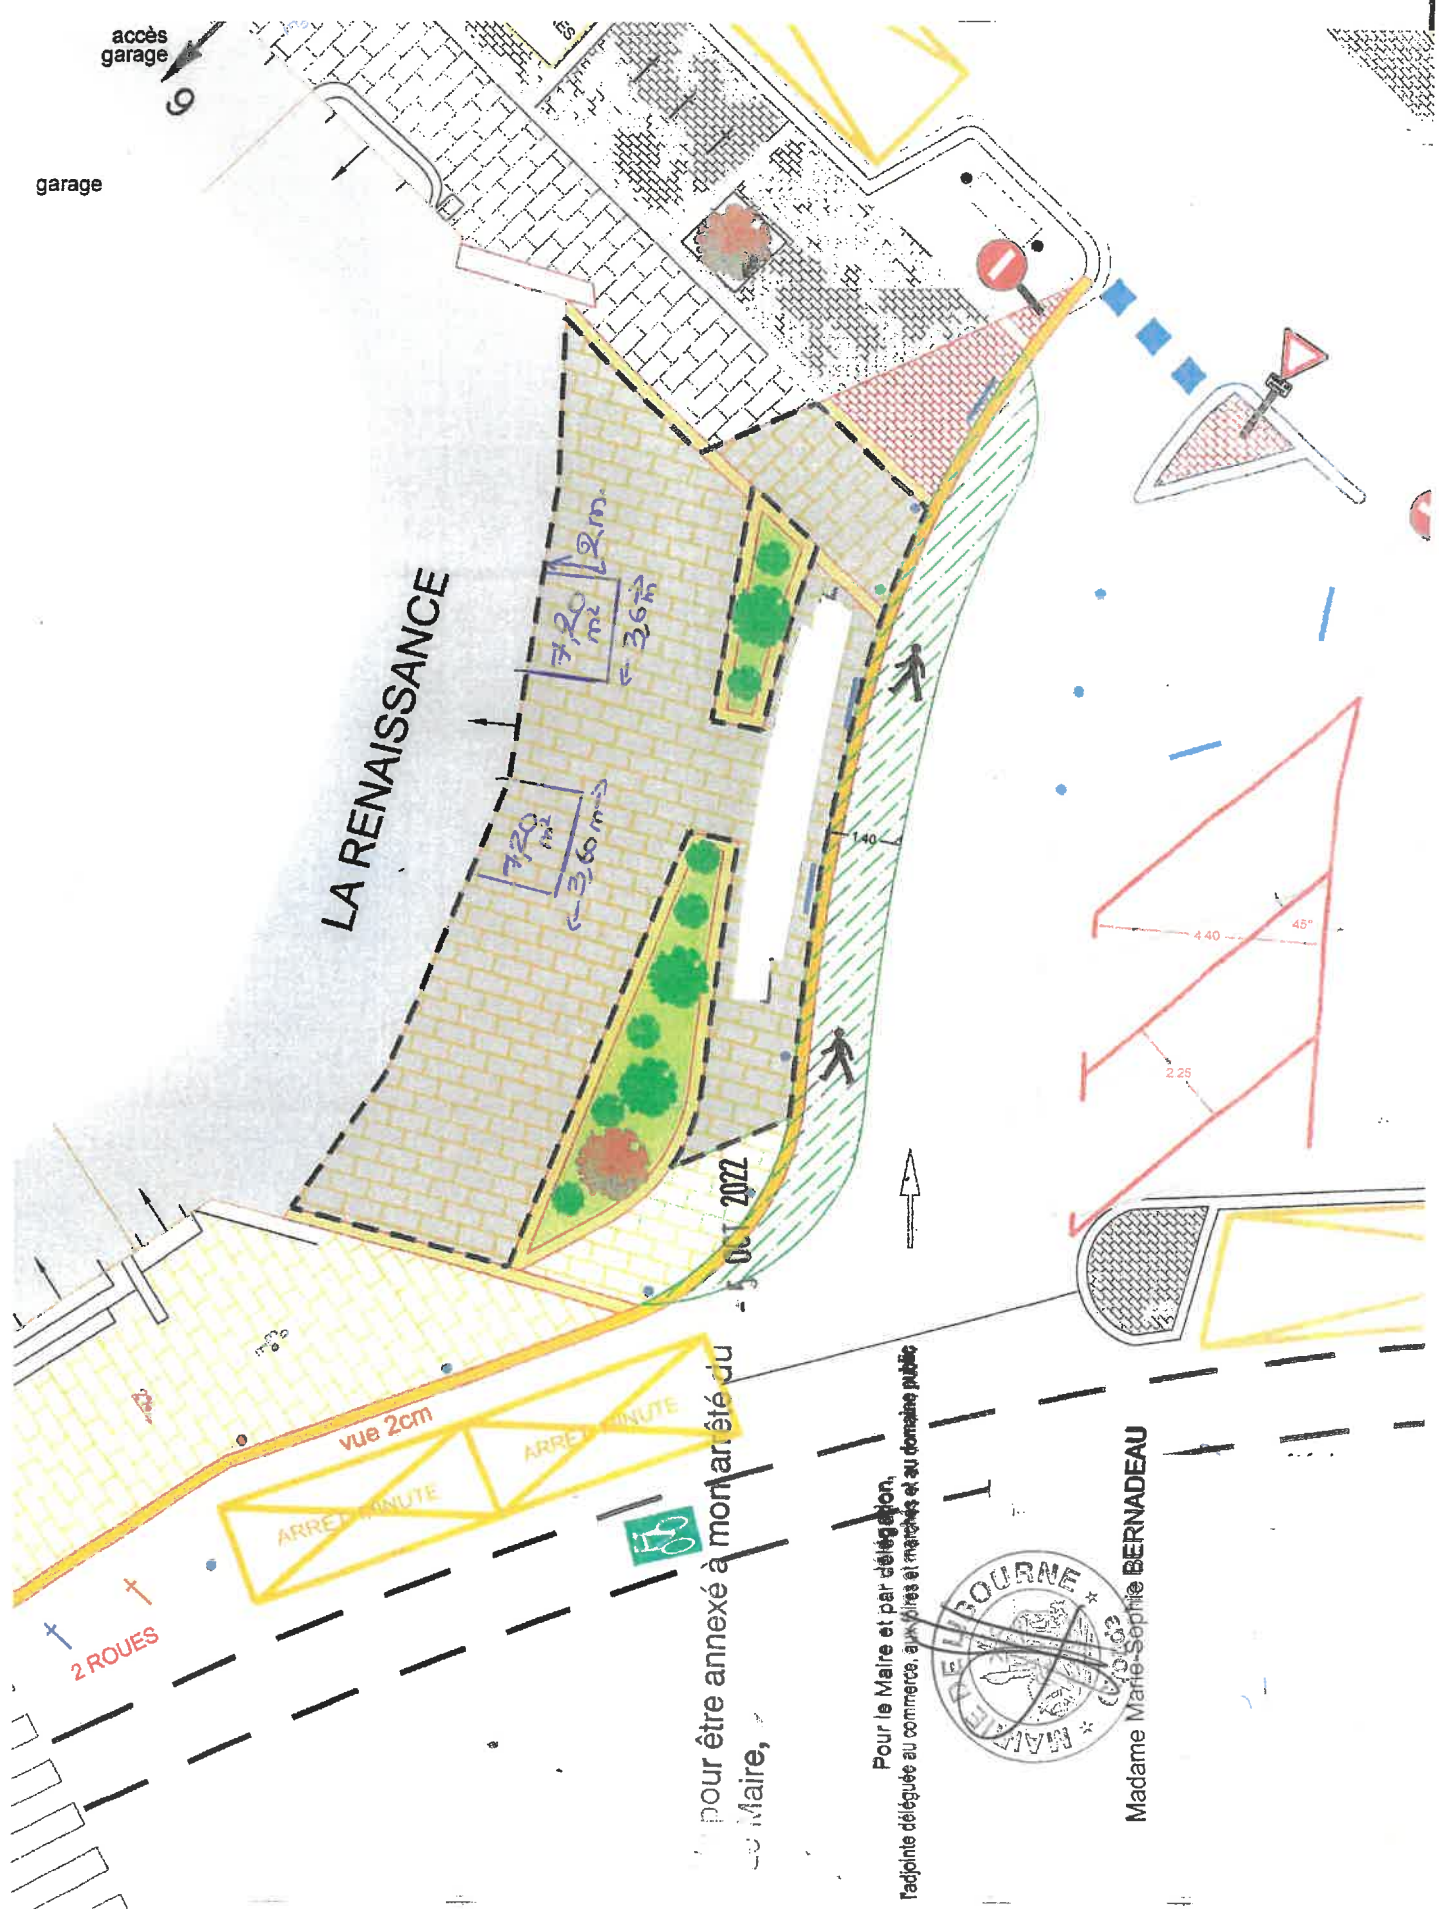 accès
garage
9
garage
LA RENAISSANCE
2 m
7,20
m²
← 3,6 m →
7,20
m²
← 3,60 m →
1.40
4.40
45°
2.25
vue 2cm
ARRET MINUTE
ARRET MINUTE
2 ROUES
pour être annexé à mon arrêté du - 5 OCT 2022
Maire,
Pour le Maire et par délégation,
l'adjointe déléguée au commerce, aux foires et marchés et au domaine public
MAIRIE DE LIBOURNE
Madame Marie-Sophie BERNADEAU